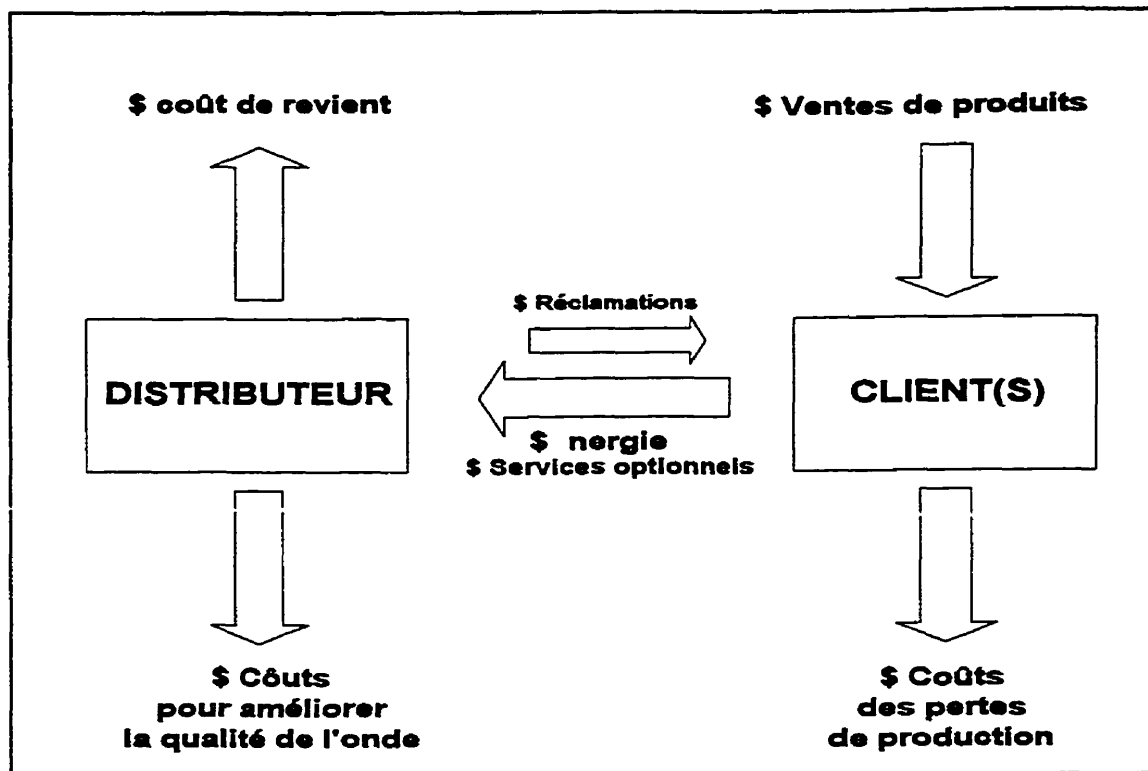 $ coût de revient
$ Ventes de produits
$ Réclamations
DISTRIBUTEUR
CLIENT(S)
$ nergie
$ Services optionnels
$ Côuts
pour améliorer
la qualité de l'onde
$ Coûts
des pertes
de production